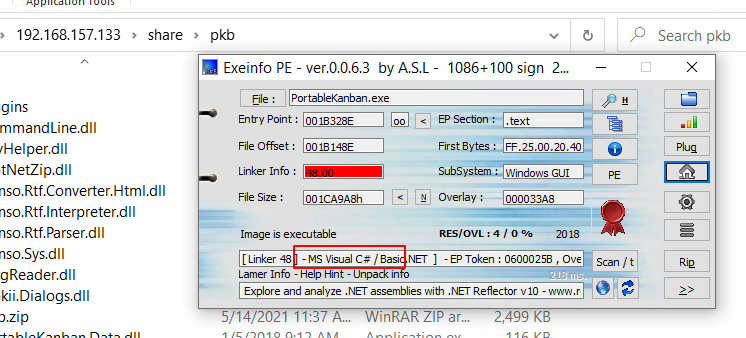 Application Tools
192.168.157.133 > share > pkb
Search pkb
Exeinfo PE - ver.0.0.6.3 by A.S.L - 1086+100 sign 2...
File :
PortableKanban.exe
H
Entry Point :
001B328E
oo
<
EP Section :
.text
File Offset :
001B148E
First Bytes :
FF.25.00.20.40
Plug
Linker Info :
48.00
SubSystem :
Windows GUI
PE
File Size :
001CA9A8h
<
N
Overlay :
000033A8
Image is executable
RES/OVL : 4 / 0 %
2018
[ Linker 48 ] - MS Visual C# / Basic.NET ] - EP Token : 0600025B , Ove
Scan / t
Rip
Lamer Info - Help Hint - Unpack info
218 ms.
Explore and analyze .NET assemblies with .NET Reflector v10 - www.r
>>
ugins
ommandLine.dll
yHelper.dll
otNetZip.dll
nso.Rtf.Converter.Html.dll
nso.Rtf.Interpreter.dll
nso.Rtf.Parser.dll
nso.Sys.dll
gReader.dll
okii.Dialogs.dll
b.zip
5/14/2021 11:37 A...
WinRAR ZIP ar...
2,499 KB
rtableKanban.Data.dll
1/5/2018 9:12 AM
Application exten...
116 KB